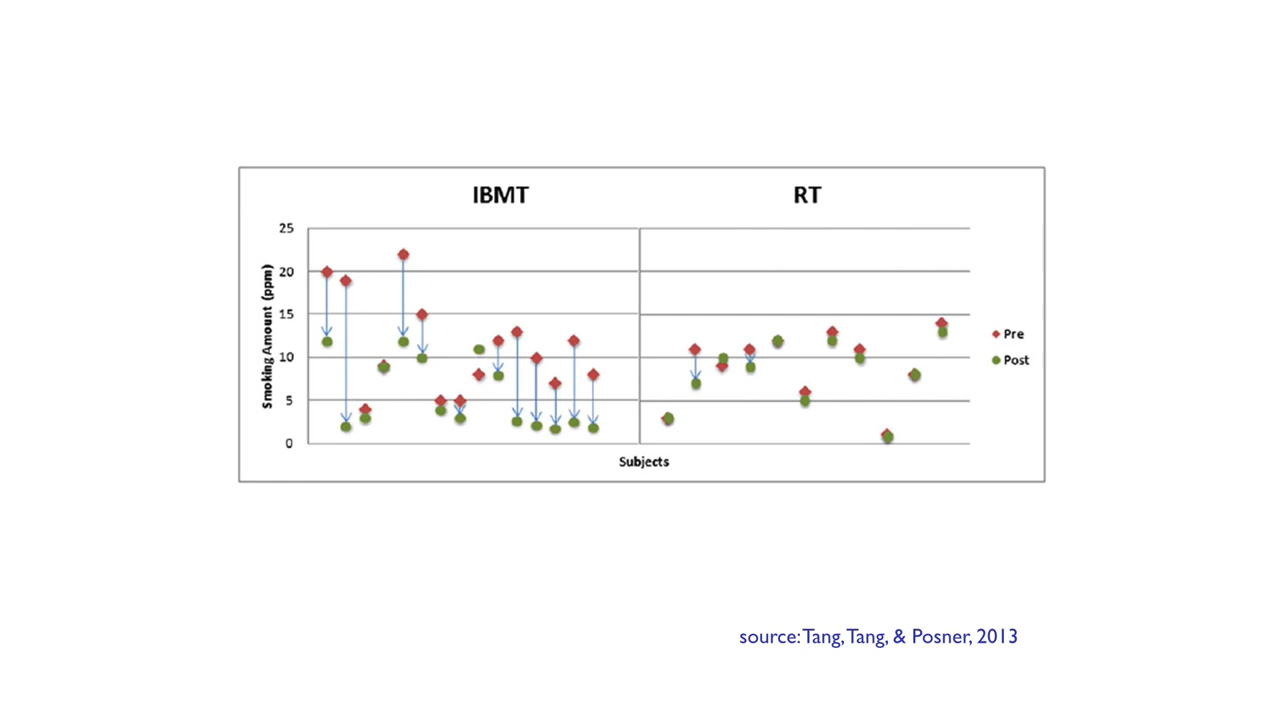 IBMT RT
25
20
15
10
5
0
Smoking Amount (ppm)
Subjects
Pre
Post
source: Tang, Tang, & Posner, 2013